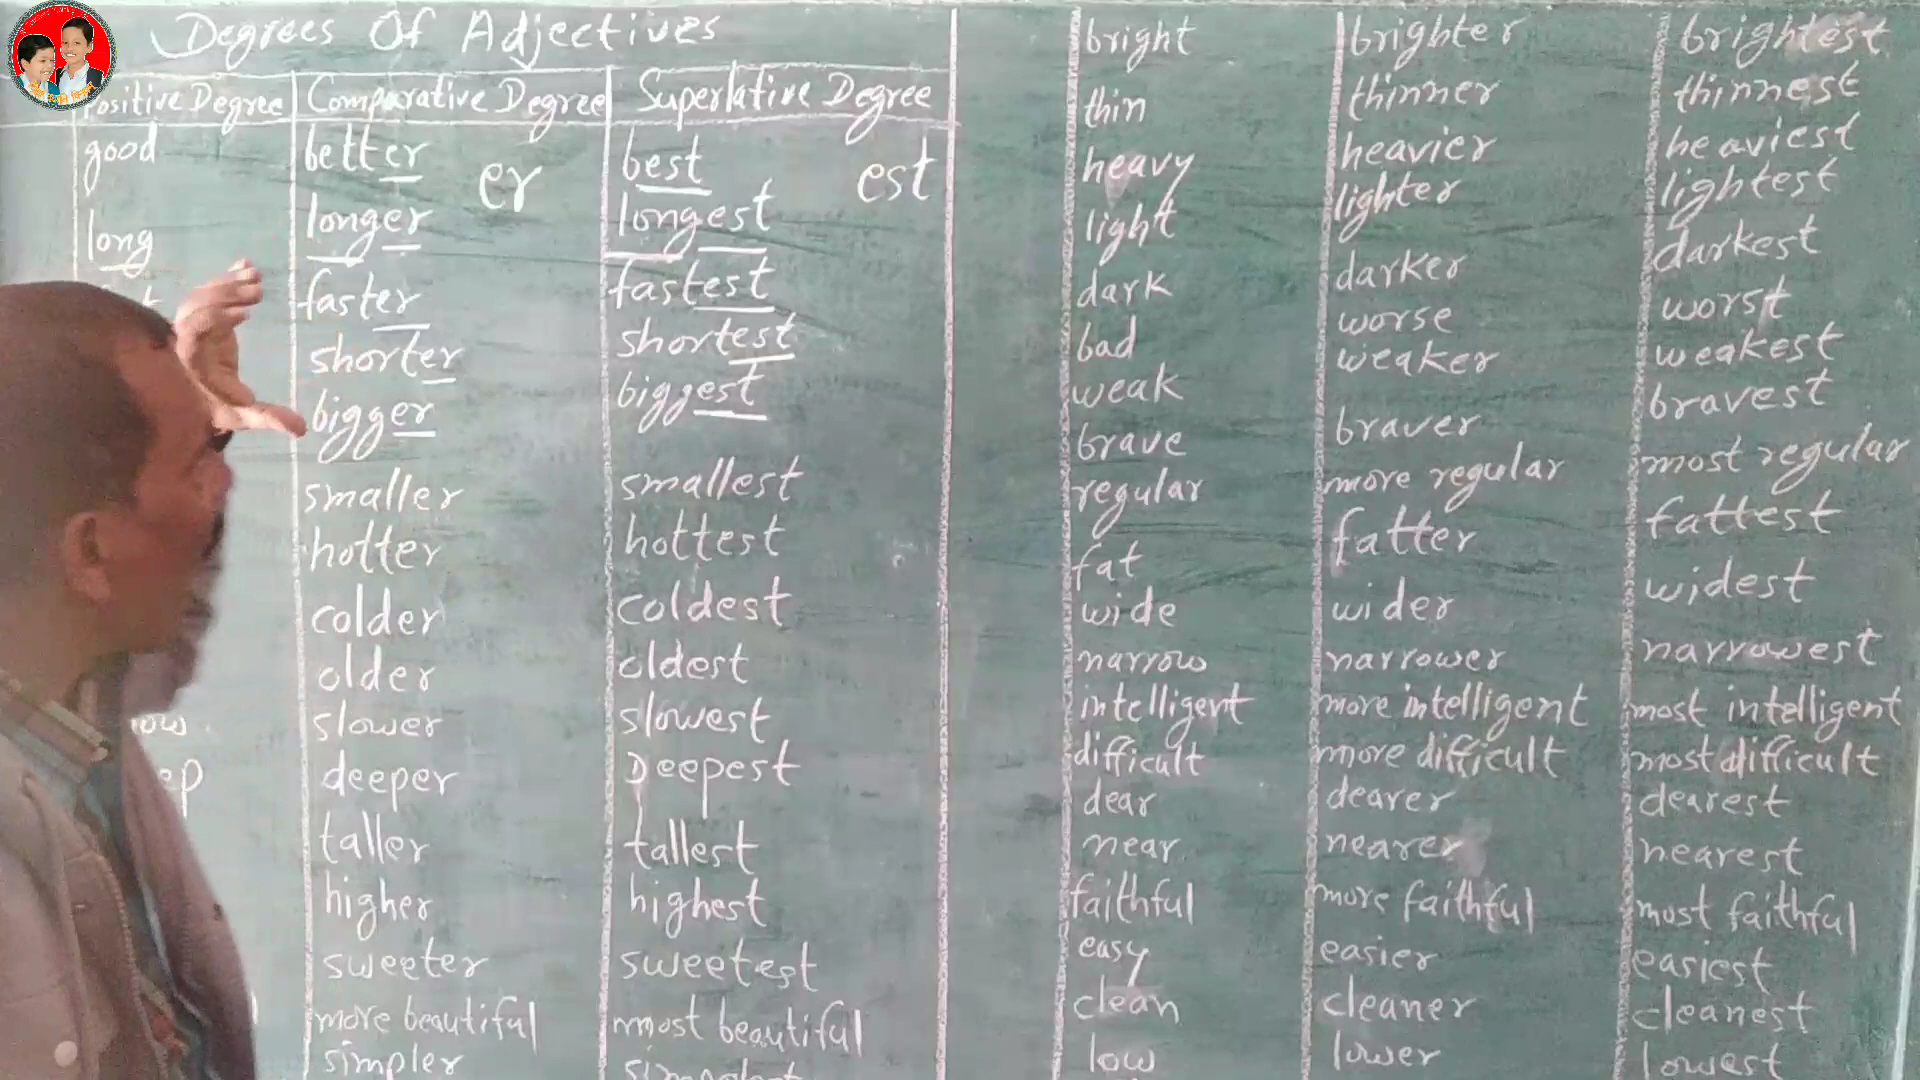 Degrees Of Adjectives
Positive Degree Comparative Degree Superlative Degree
good better er best est
long longer longest
faster fastest
shorter shortest
bigger biggest
smaller smallest
hotter hottest
colder coldest
older oldest
slower slowest
deeper Deepest
taller tallest
higher highest
sweeter sweetest
more beautiful most beautiful
simpler
bright brighter brightest
thin thinner thinnest
heavy heavier heaviest
light lighter lightest
dark darker darkest
bad worse worst
weak weaker weakest
brave braver bravest
regular more regular most regular
fat fatter fattest
wide wider widest
narrow narrower narrowest
intelligent more intelligent most intelligent
difficult more difficult most difficult
dear dearer dearest
near nearer nearest
faithful more faithful most faithful
easy easier easiest
clean cleaner cleanest
low lower lowest